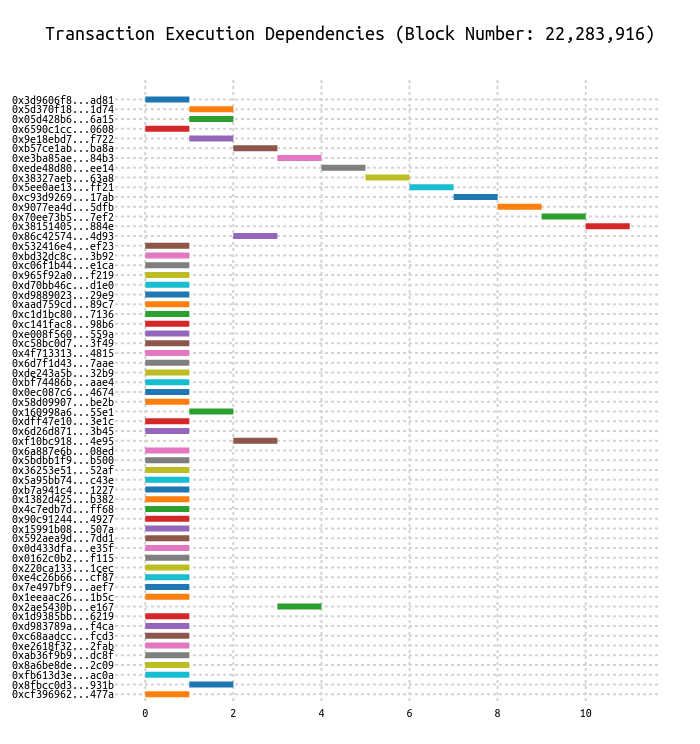 Transaction Execution Dependencies (Block Number: 22,283,916)
0x3d9606f8...ad81
0x5d370f18...1d74
0x05d428b6...6a15
0x6590c1cc...0608
0x9e18ebd7...f722
0xb57ce1ab...ba8a
0xe3ba85ae...84b3
0xede48d80...ee14
0x38327aeb...63a8
0x5ee0ae13...ff21
0xc93d9269...17ab
0x9077ea4d...5dfb
0x70ee73b5...7ef2
0x38151405...884e
0x86c42574...4d93
0x532416e4...ef23
0xbd32dc8c...3b92
0xc06f1b44...e1ca
0x965f92a0...f219
0xd70bb46c...d1e0
0xd9889023...29e9
0xaad759cd...89c7
0xc1d1bc80...7136
0xc141fac8...98b6
0xe008f560...559a
0xc58bc0d7...3f49
0x4f713313...4815
0x6d7f1d43...7aae
0xde243a5b...32b9
0xbf74486b...aae4
0x0ec087c6...4674
0x58d09907...be2b
0x160998a6...55e1
0xdff47e10...3e1c
0x6d26d871...3b45
0xf10bc918...4e95
0x6a887e6b...08ed
0x5bdbb1f9...b500
0x36253e51...52af
0x5a95bb74...c43e
0xb7a941c4...1227
0x1382d425...b382
0x4c7edb7d...ff68
0x90c91244...4927
0x15991b08...507a
0x592aea9d...7dd1
0x0d433dfa...e35f
0x0162c0b2...f115
0x220ca133...1cec
0xe4c26b66...cf87
0x7e497bf9...aef7
0x1eeaac26...1b5c
0x2ae5430b...e167
0x1d9385bb...6219
0xd983789a...f4ca
0xc68aadcc...fcd3
0xe2618f32...2fab
0xab36f9b9...dc8f
0x8a6be8de...2c09
0xfb613d3e...ac0a
0x8fbcc0d3...931b
0xcf396962...477a
0 2 4 6 8 10